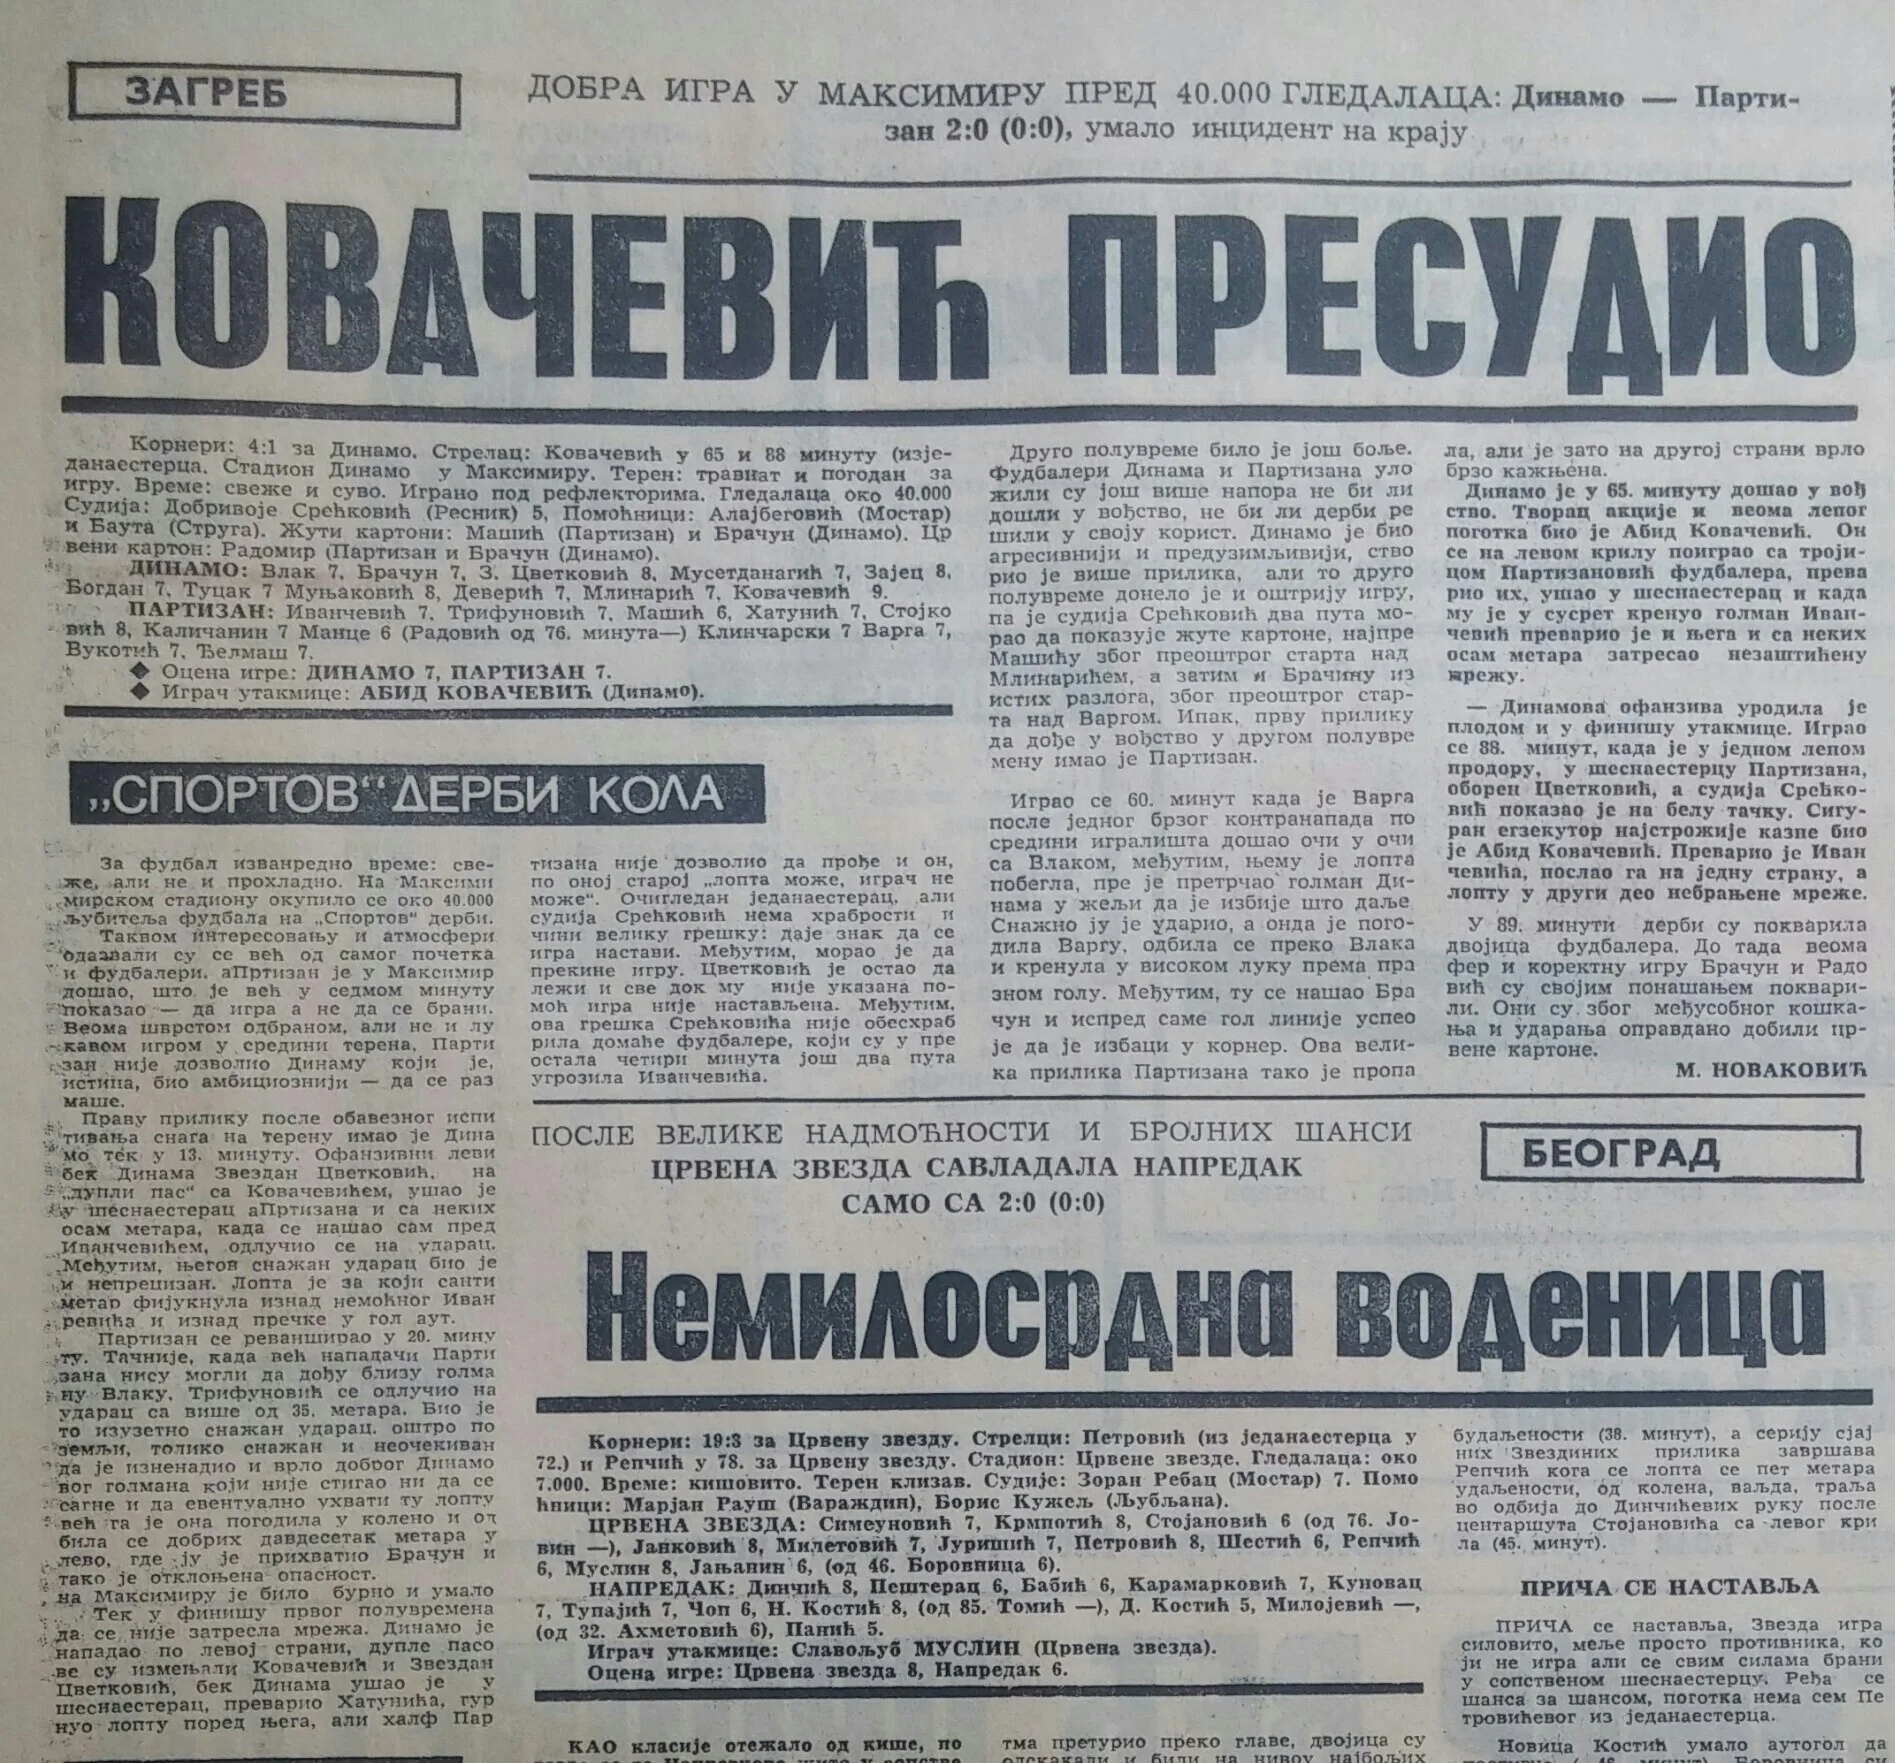 ЗАГРЕБ
ДОБРА ИГРА У МАКСИМИРУ ПРЕД 40.000 ГЛЕДАЛАЦА: Динамо — Парти-
зан 2:0 (0:0), умало инцидент на крају
КОВАЧЕВИЋ ПРЕСУДИО
Корнери: 4:1 за Динамо. Стрелац: Ковачевић у 65 и 88 минуту (изје-
данаестерца. Стадион Динамо у Максимиру. Терен: травнат и погодан за
игру. Време: свеже и суво. Играно под рефлекторима. Гледалаца око 40.000
Судија: Добривоје Срећковић (Ресник) 5, Помоћници: Алајбеговић (Мостар)
и Баута (Струга). Жути картони: Машић (Партизан) и Брачун (Динамо). Цр
вени картон: Радомир (Партизан и Брачун (Динамо).
ДИНАМО: Влак 7, Брачун 7, З. Цветковић 8, Мусетданагић 7, Зајец 8,
Богдан 7, Туцак 7 Муњаковић 8, Деверић 7, Млинарић 7, Ковачевић 9.
ПАРТИЗАН: Иванчевић 7, Трифуновић 7, Машић 6, Хатунић 7, Стојко
вић 8, Каличанин 7 Манце 6 (Радовић од 76. минута—) Клинчарски 7 Варга 7,
Вукотић 7, Ђелмаш 7.
◆ Оцена игре: ДИНАМО 7, ПАРТИЗАН 7.
◆ Играч утакмице: АБИД КОВАЧЕВИЋ (Динамо).
„СПОРТОВ“ ДЕРБИ КОЛА
За фудбал изванредно време: све-
же, али не и прохладно. На Максими
мирском стадиону окупило се око 40.000
љубитеља фудбала на „Спортов“ дерби.
Таквом интересовању и атмосфери
одазвали су се већ од самог почетка
и фудбалери. аПртизан је у Максимир
дошао, што је већ у седмом минуту
показао — да игра а не да се брани.
Веома шврстом одбраном, али не и лу
кавом игром у средини терена, Парти
зан није дозволио Динаму који је,
истина, био амбициознији — да се раз
маше.
Праву прилику после обавезног испи
тивања снага на терену имао је Дина
мо тек у 13. минуту. Офанзивни леви
бек Динама Звездан Цветковић, на
„дупли пас“ са Ковачевићем, ушао је
у шеснаестерац аПртизана и са неких
осам метара, када се нашао сам пред
Иванчевићем, одлучио се на ударац.
Међутим, његов снажан ударац био је
и непрецизан. Лопта је за који санти
метар фијукнула изнад немоћног Иван
ревића и изнад пречке у гол аут.
Партизан се реванширао у 20. мину
ту. Тачније, када већ нападачи Парти
зана нису могли да дођу близу голма
ну Влаку, Трифуновић се одлучио на
ударац са више од 35. метара. Био је
то изузетно снажан ударац. оштро по
земљи, толико снажан и неочекиван
да је изненадио и врло доброг Динамо
вог голмана који није стигао ни да се
сагне и да евентуално ухвати ту лопту
већ га је она погодила у колено и од
била се добрих давдесетак метара у
лево, где ју је прихватио Брачун и
тако је отклоњена опасност.
на Максимиру је било бурно и умало
Тек у финишу првог полувремена
да се није затресла мрежа. Динамо је
нападао по левој страни, дупле пасо
ве су измењали Ковачевић и Звездан
Цветковић, бек Динама ушао је у
шеснаестерац, преварио Хатунића, гур
нуо лопту поред њега, али халф Пар
тизана није дозволио да прође и он,
по оној старој „лопта може, играч не
може“. Очигледан једанаестерац, али
судија Срећковић нема храбрости и
чини велику грешку: даје знак да се
игра настави. Међутим, морао је да
прекине игру. Цветковић је остао да
лежи и све док му није указана по-
моћ игра није настављена. Међутим,
ова грешка Срећковића није обесхраб
рила домаће фудбалере, који су у пре
остала четири минута још два пута
угрозила Иванчевића.
Друго полувреме било је још боље.
Фудбалери Динама и Партизана уло
жили су још више напора не би ли
дошли у вођство, не би ли дерби ре
шили у своју корист. Динамо је био
агресивнији и предузимљивији, ство
рио је више прилика, али то друго
полувреме донело је и оштрију игру,
па је судија Срећковић два пута мо-
рао да показује жуте картоне, најпре
Машићу због преоштрог старта над
Млинарићем, а затим и Брачину из
истих разлога, због преоштрог стар-
та над Варгом. Ипак, прву прилику
да дође у вођство у другом полувре
мену имао је Партизан.
Играо се 60. минут када је Варга
после једног брзог контранапада по
средини игралишта дошао очи у очи
са Влаком, међутим, њему је лопта
побегла, пре је претрчао голман Ди-
нама у жељи да је избије што даље
Снажно ју је ударио, а онда је пого-
дила Варгу, одбила се преко Влака
и кренула у високом луку према пра
зном голу. Међутим, ту се нашао Бра
чун и испред саме гол линије успео
је да је избаци у корнер. Ова вели-
ка прилика Партизана тако је пропа
ла, али је зато на другој страни врло
брзо кажњена.
Динамо је у 65. минуту дошао у вођ
ство. Творац акције и веома лепог
поготка био је Абид Ковачевић. Он
се на левом крилу поиграо са троји-
цом Партизановић фудбалера, прева
рио их, ушао у шеснаестерац и када
му је у сусрет кренуо голман Иван-
чевић преварио је и њега и са неких
осам метара затресао незаштићену
мрежу.
— Динамова офанзива уродила је
плодом и у финишу утакмице. Играо
се 88. минут, када је у једном лепом
продору, у шеснаестерцу Партизана,
оборен Цветковић, а судија Срећко-
вић показао је на белу тачку. Сигу-
ран егзекутор најстрожије казне био
је Абид Ковачевић. Преварио је Иван
чевића, послао га на једну страну, а
лопту у други део небрањене мреже.
У 89. минути дерби су покварила
двојица фудбалера. До тада веома
фер и коректну игру Брачун и Радо
вић су својим понашањем поквари-
ли. Они су због међусобног кошка-
ња и ударања оправдано добили цр-
вене картоне.
М. НОВАКОВИЋ
ПОСЛЕ ВЕЛИКЕ НАДМОЋНОСТИ И БРОЈНИХ ШАНСИ
ЦРВЕНА ЗВЕЗДА САВЛАДАЛА НАПРЕДАК
САМО СА 2:0 (0:0)
БЕОГРАД
Немилосрдна воденица
Корнери: 19:3 за Црвену звезду. Стрелци: Петровић (из једанаестерца у
72.) и Репчић у 78. за Црвену звезду. Стадион: Црвене звезде. Гледалаца: око
7.000. Време: кишовито. Терен клизав. Судије: Зоран Ребац (Мостар) 7. Помо
ћници: Марјан Рауш (Вараждин), Борис Кужељ (Љубљана).
ЦРВЕНА ЗВЕЗДА: Симеуновић 7, Крмпотић 8, Стојановић 6 (од 76. Јо-
вин —), Јанковић 8, Милетовић 7, Јуришић 7, Петровић 8, Шестић 6, Репчић
6, Муслин 8, Јањанин 6, (од 46. Боровница 6).
НАПРЕДАК: Динчић 8, Пештерац 6, Бабић 6, Карамарковић 7, Куновац
7, Тупајић 7, Чоп 6, Н. Костић 8, (од 85. Томић —), Д. Костић 5, Милојевић —,
(од 32. Ахметовић 6), Панић 5.
Играч утакмице: Славољуб МУСЛИН (Црвена звезда).
Оцена игре: Црвена звезда 8, Напредак 6.
КАО класије отежало од кише, по
тма претурио преко главе, двојица су
одскакали и били на нивоу најбољих
будаљености (38. минут), а серију сјај
них Звездиних прилика завршава
Репчић кога се лопта се пет метара
удаљености, од колена, ваљда, траља
во одбија до Динчићевих руку после
центаршута Стојановића са левог кри
ла (45. минут).
ПРИЧА СЕ НАСТАВЉА
ПРИЧА се наставља, Звезда игра
силовито, меље просто противника, ко
ји не игра али се свим силама брани
у сопственом шеснаестерцу. Ређа се
шанса за шансом, поготка нема сем Пе
тровићевог из једанаестерца.
Новица Костић умало аутогол да